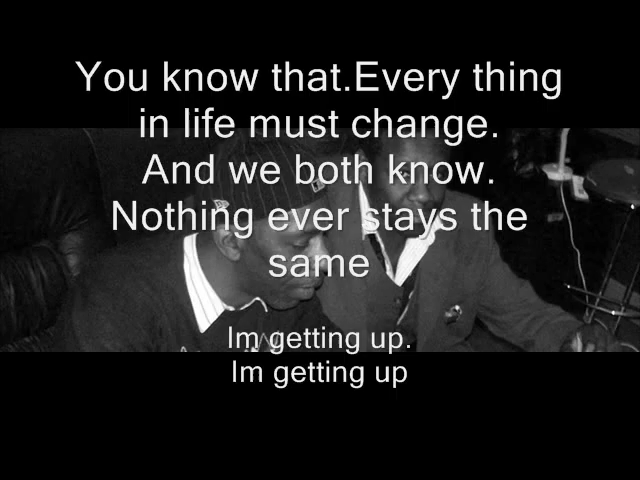 You know that.Every thing
in life must change.
And we both know.
Nothing ever stays the
same
Im getting up.
Im getting up